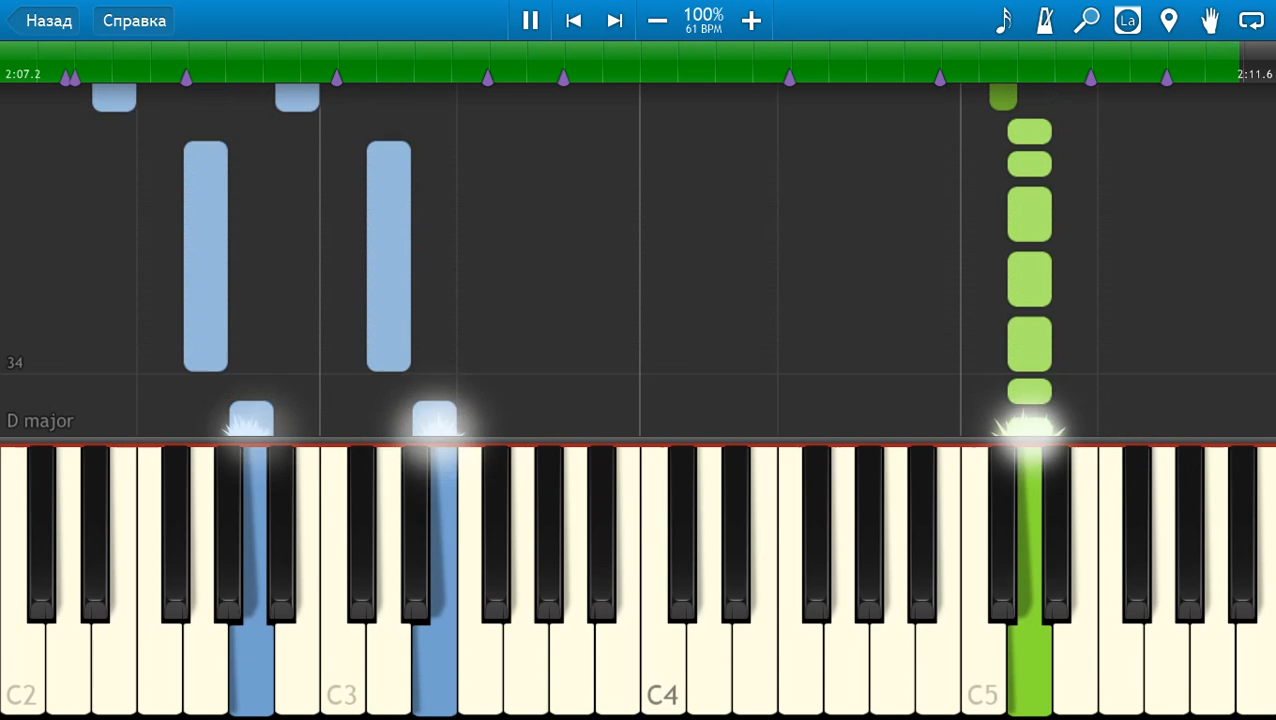 Назад
Справка
100%
61 BPM
La
2:07.2
2:11.6
34
D major
C2
C3
C4
C5